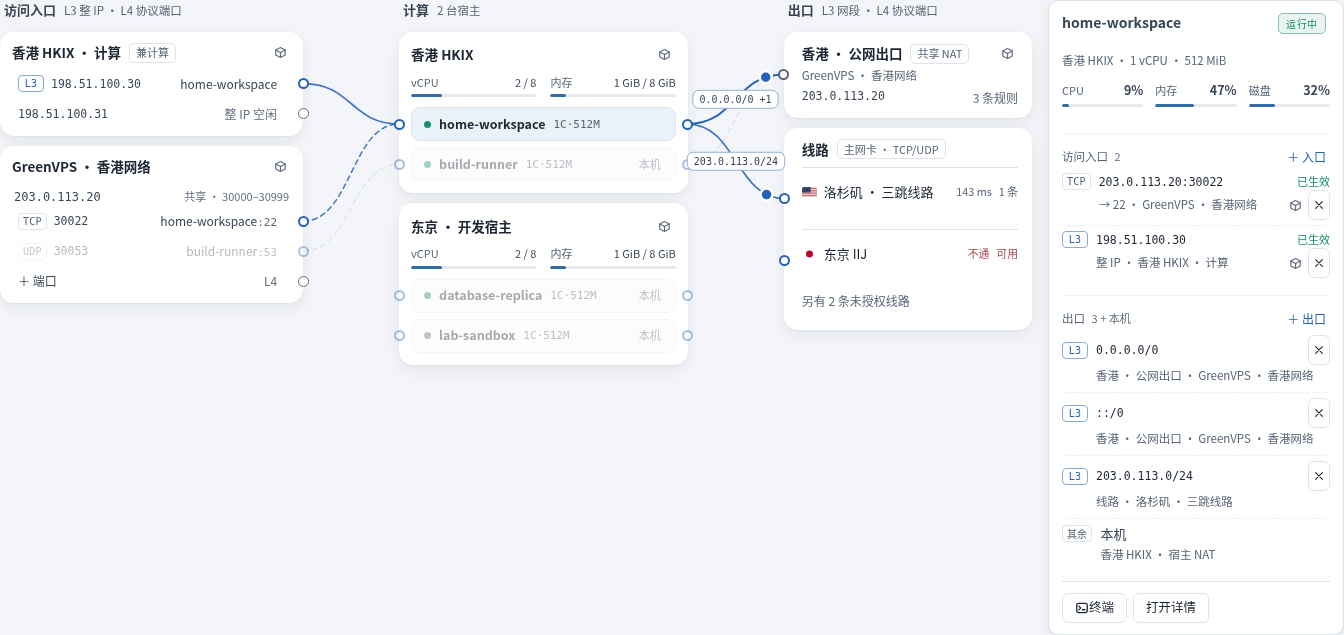 访问入口 L3 整 IP · L4 协议端口
香港 HKIX · 计算 兼计算
L3 198.51.100.30 home-workspace
198.51.100.31 整 IP 空闲
GreenVPS · 香港网络
203.0.113.20 共享 · 30000–30999
TCP 30022 home-workspace:22
UDP 30053 build-runner:53
＋ 端口 L4
计算 2 台宿主
香港 HKIX
vCPU 2 / 8 内存 1 GiB / 8 GiB
home-workspace 1C·512M
build-runner 1C·512M 本机
东京 · 开发宿主
vCPU 2 / 8 内存 1 GiB / 8 GiB
database-replica 1C·512M 本机
lab-sandbox 1C·512M 本机
0.0.0.0/0 +1
203.0.113.0/24
出口 L3 网段 · L4 协议端口
香港 · 公网出口 共享 NAT
GreenVPS · 香港网络
203.0.113.20 3 条规则
线路 主网卡 · TCP/UDP
洛杉矶 · 三跳线路 143 ms 1 条
东京 IIJ 不通 可用
另有 2 条未授权线路
home-workspace 运行中
香港 HKIX · 1 vCPU · 512 MiB
CPU 9% 内存 47% 磁盘 32%
访问入口 2 ＋ 入口
TCP 203.0.113.20:30022 已生效
→ 22 · GreenVPS · 香港网络 ×
L3 198.51.100.30 已生效
整 IP · 香港 HKIX · 计算 ×
出口 3 + 本机 ＋ 出口
L3 0.0.0.0/0 ×
香港 · 公网出口 · GreenVPS · 香港网络
L3 ::/0 ×
香港 · 公网出口 · GreenVPS · 香港网络
L3 203.0.113.0/24 ×
线路 · 洛杉矶 · 三跳线路
其余 本机
香港 HKIX · 宿主 NAT
终端 打开详情